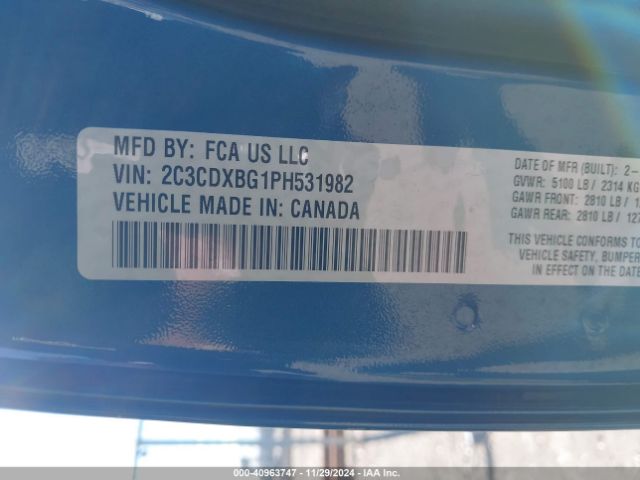 MFD BY: FCA US LLC
VIN: 2C3CDXBG1PH531982
VEHICLE MADE IN: CANADA
DATE OF MFR (BUILT): 2-
GVWR: 5100 LB / 2314 KG
GAWR FRONT: 2810 LB / 1
GAWR REAR: 2810 LB / 127
THIS VEHICLE CONFORMS TO
VEHICLE SAFETY, BUMPER
IN EFFECT ON THE DATE
000-40963747 - 11/29/2024 - IAA Inc.